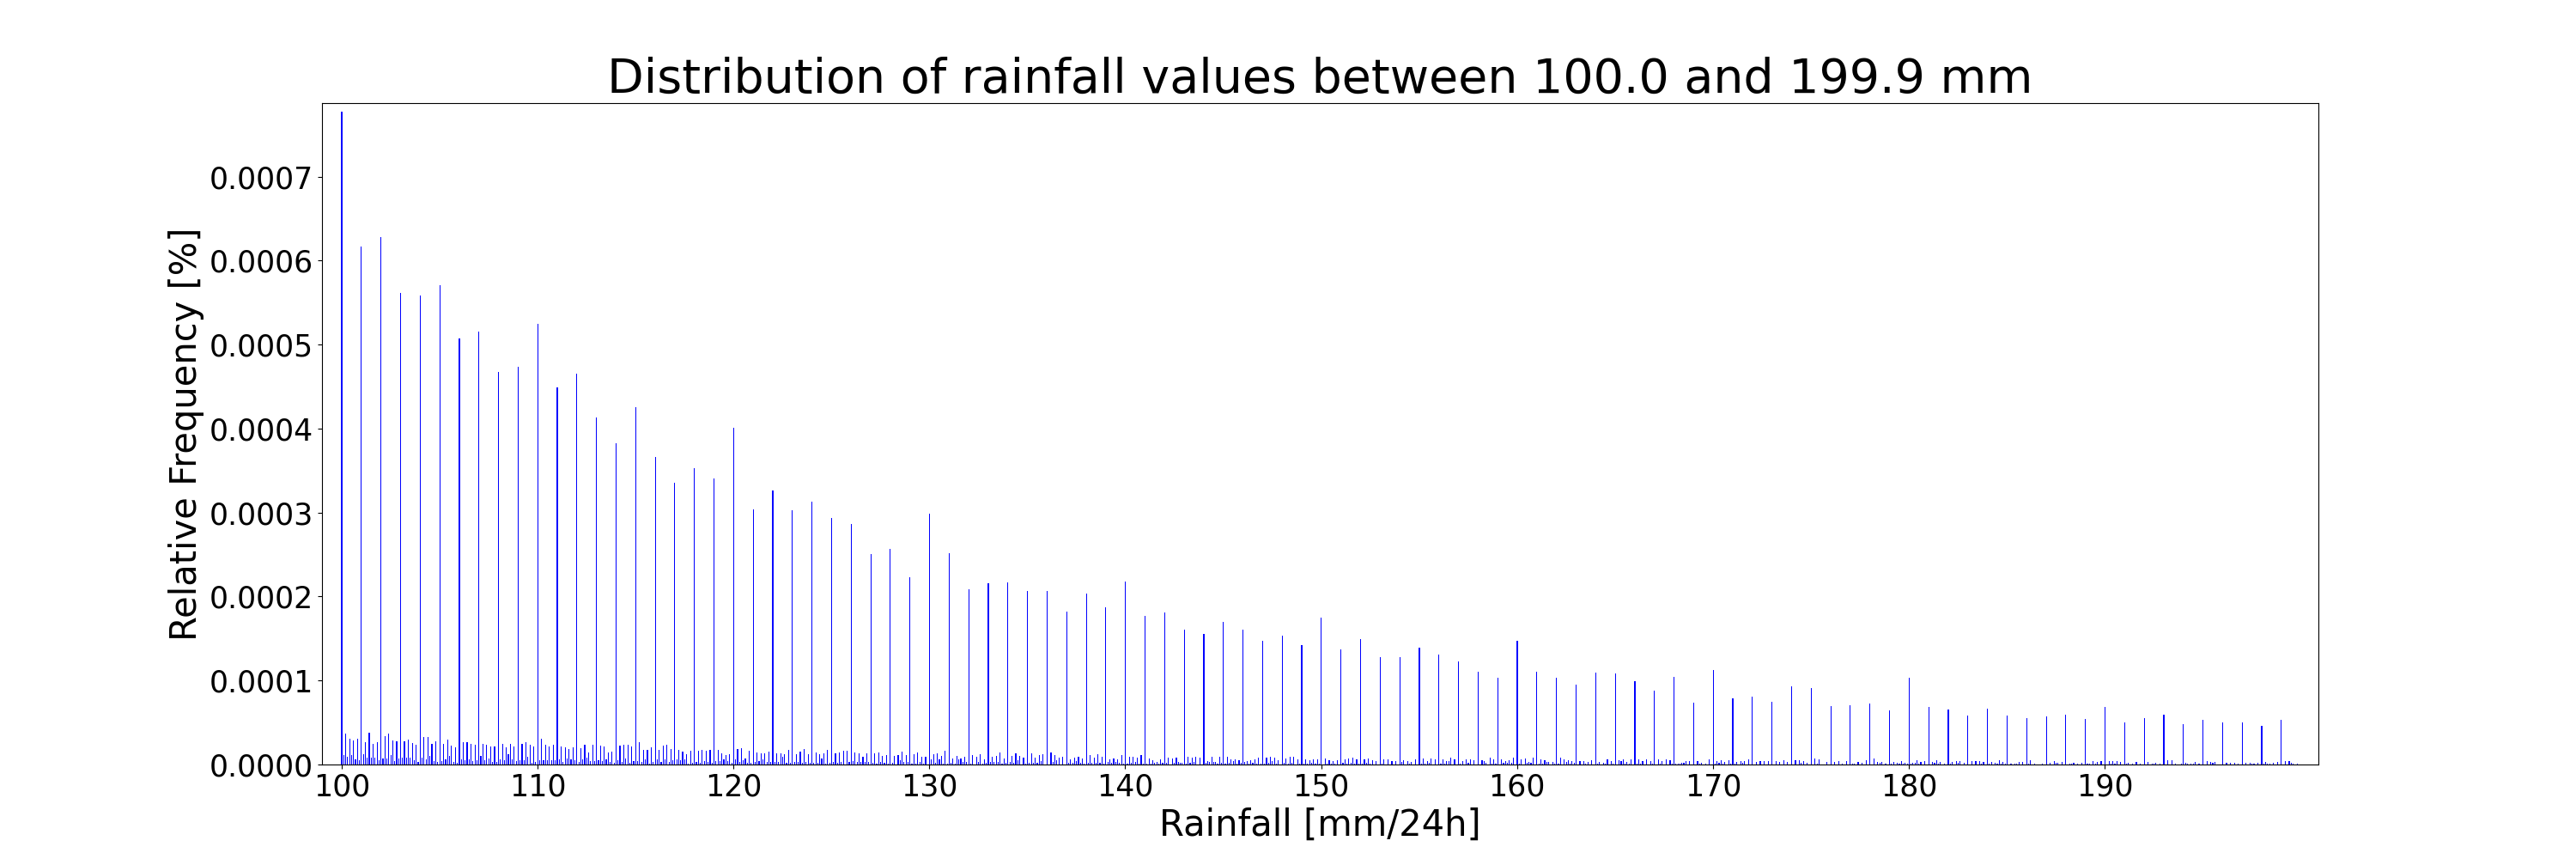 Distribution of rainfall values between 100.0 and 199.9 mm
Relative Frequency [%]
0.0007
0.0006
0.0005
0.0004
0.0003
0.0002
0.0001
0.0000
100 110 120 130 140 150 160 170 180 190
Rainfall [mm/24h]